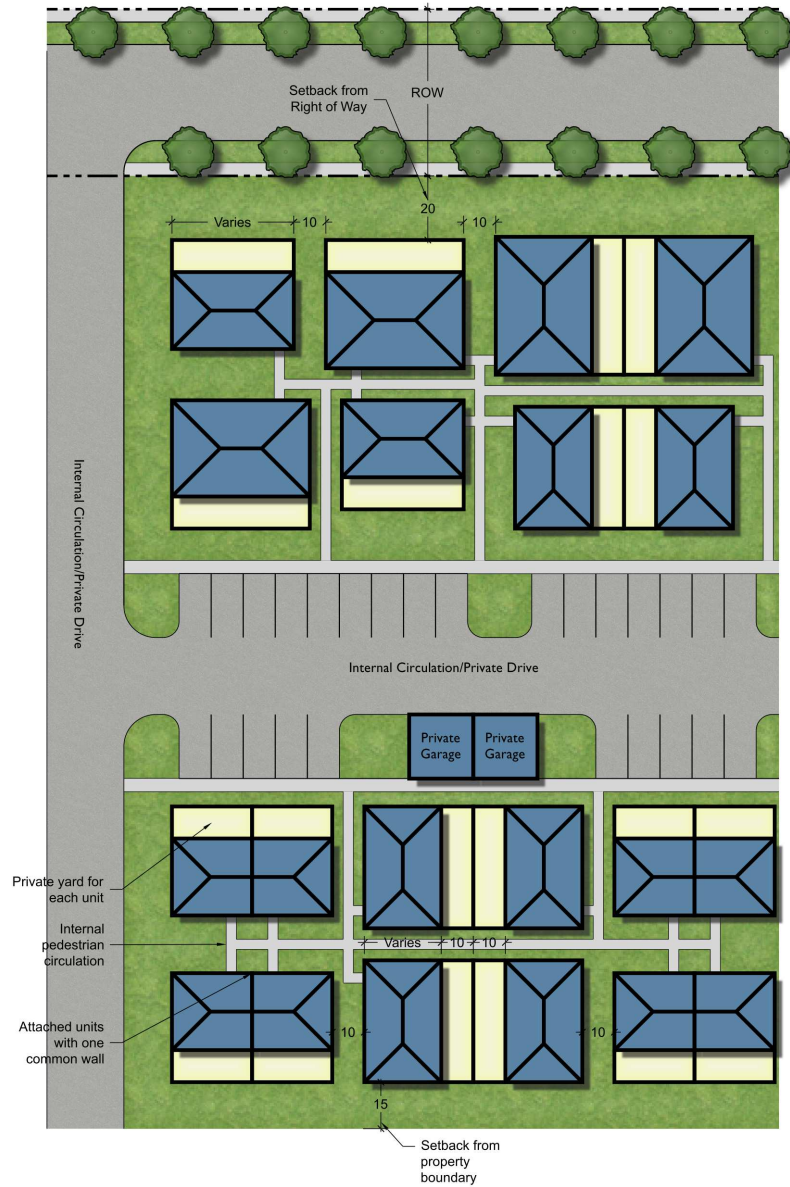 Setback from
Right of Way
ROW
20
Varies
10
10
Internal Circulation/Private Drive
Internal Circulation/Private Drive
Private
Garage
Private
Garage
Private yard for
each unit
Internal
pedestrian
circulation
Varies
10
10
Attached units
with one
common wall
10
10
15
Setback from
property
boundary